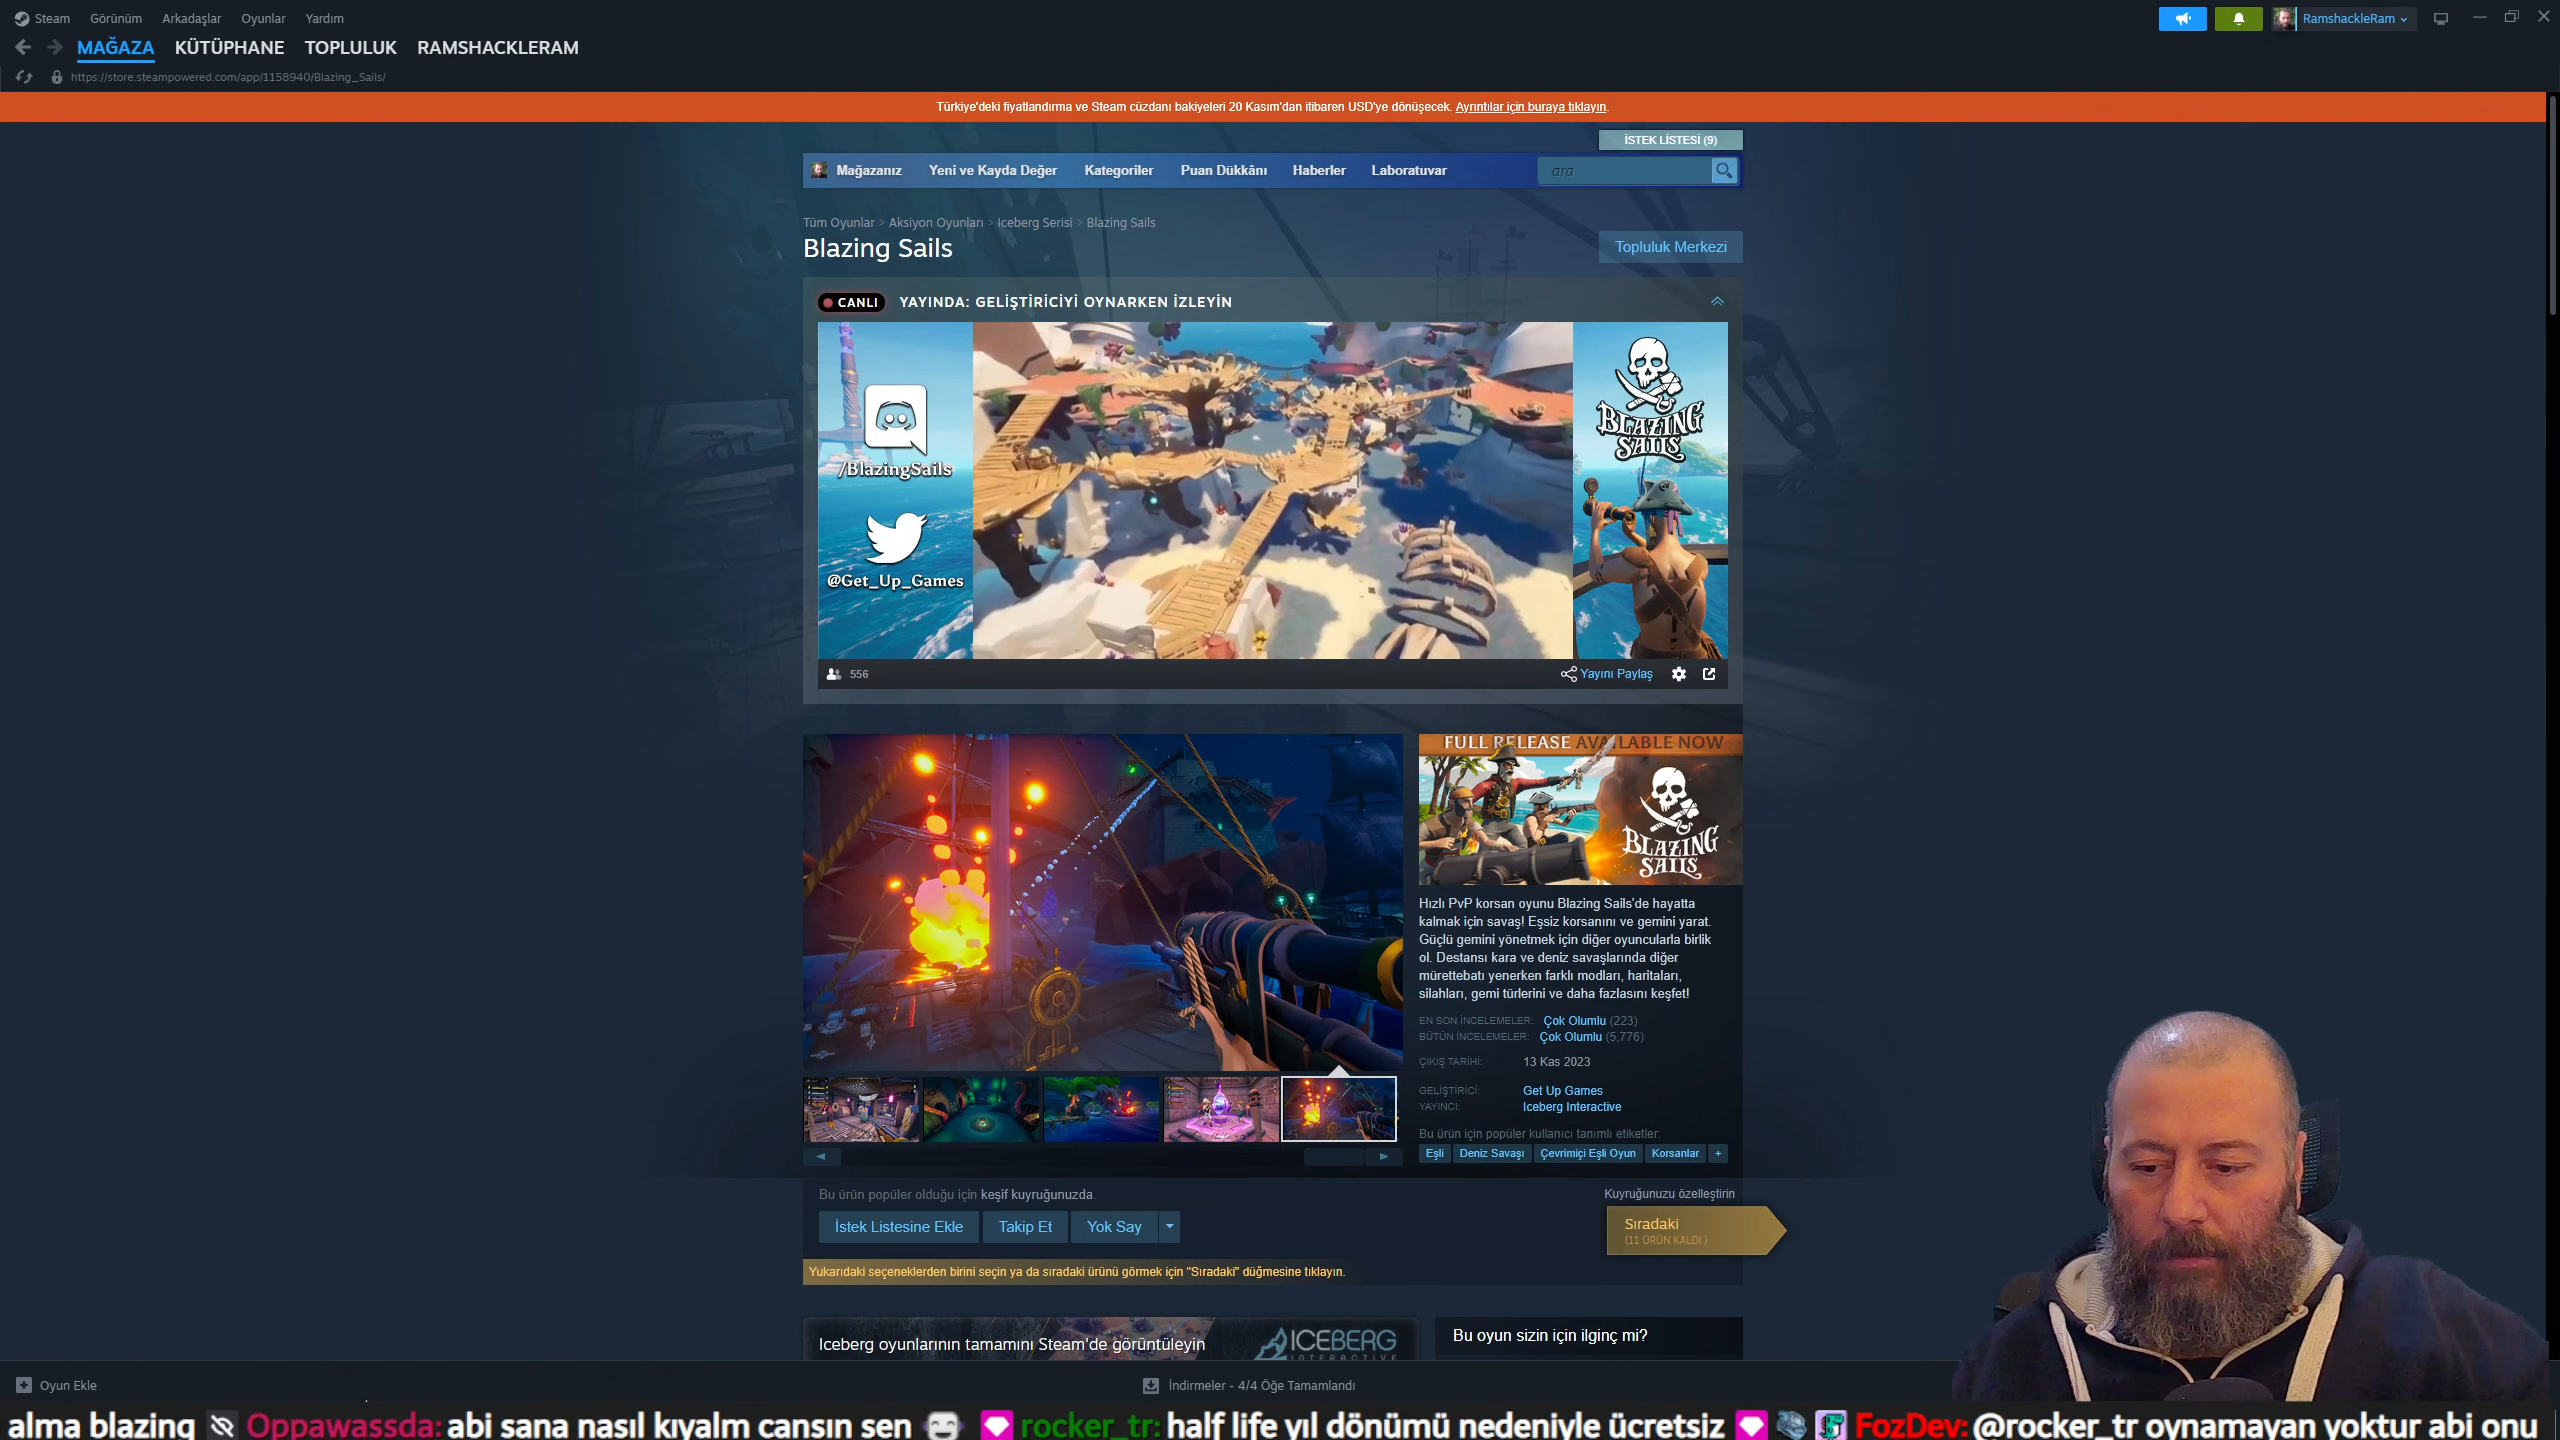 Steam Görünüm Arkadaşlar Oyunlar Yardım
RamshackleRam
MAĞAZA KÜTÜPHANE TOPLULUK RAMSHACKLERAM
https://store.steampowered.com/app/1158940/Blazing_Sails/
Türkiye'deki fiyatlandırma ve Steam cüzdanı bakiyeleri 20 Kasım'dan itibaren USD'ye dönüşecek. Ayrıntılar için buraya tıklayın.
İSTEK LİSTESİ (9)
Mağazanız Yeni ve Kayda Değer Kategoriler Puan Dükkânı Haberler Laboratuvar ara
Tüm Oyunlar > Aksiyon Oyunları > Iceberg Serisi > Blazing Sails
Blazing Sails
Topluluk Merkezi
CANLI YAYINDA: GELİŞTİRİCİYİ OYNARKEN İZLEYİN
/BlazingSails
@Get_Up_Games
BLAZING
SAILS
556 Yayını Paylaş
FULL RELEASE AVAILABLE NOW
BLAZING
SAILS
Hızlı PvP korsan oyunu Blazing Sails'de hayatta
kalmak için savaş! Eşsiz korsanını ve gemini yarat.
Güçlü gemini yönetmek için diğer oyuncularla birlik
ol. Destansı kara ve deniz savaşlarında diğer
mürettebatı yenerken farklı modları, haritaları,
silahları, gemi türlerini ve daha fazlasını keşfet!
EN SON İNCELEMELER: Çok Olumlu (223)
BÜTÜN İNCELEMELER: Çok Olumlu (5,776)
ÇIKIŞ TARİHİ: 13 Kas 2023
GELİŞTİRİCİ: Get Up Games
YAYINCI: Iceberg Interactive
Bu ürün için popüler kullanıcı tanımlı etiketler:
Eşli Deniz Savaşı Çevrimiçi Eşli Oyun Korsanlar +
Bu ürün popüler olduğu için keşif kuyruğunuzda.
İstek Listesine Ekle Takip Et Yok Say
Kuyruğunuzu özelleştirin
Sıradaki
(11 ÜRÜN KALDI )
Yukarıdaki seçeneklerden birini seçin ya da sıradaki ürünü görmek için "Sıradaki" düğmesine tıklayın.
Iceberg oyunlarının tamamını Steam'de görüntüleyin
ICEBERG
INTERACTIVE
Bu oyun sizin için ilginç mi?
Oyun Ekle
İndirmeler - 4/4 Öğe Tamamlandı
alma blazing Oppawassda: abi sana nasıl kıyalm cansın sen rocker_tr: half life yıl dönümü nedeniyle ücretsiz FozDev: @rocker_tr oynamayan yoktur abi onu